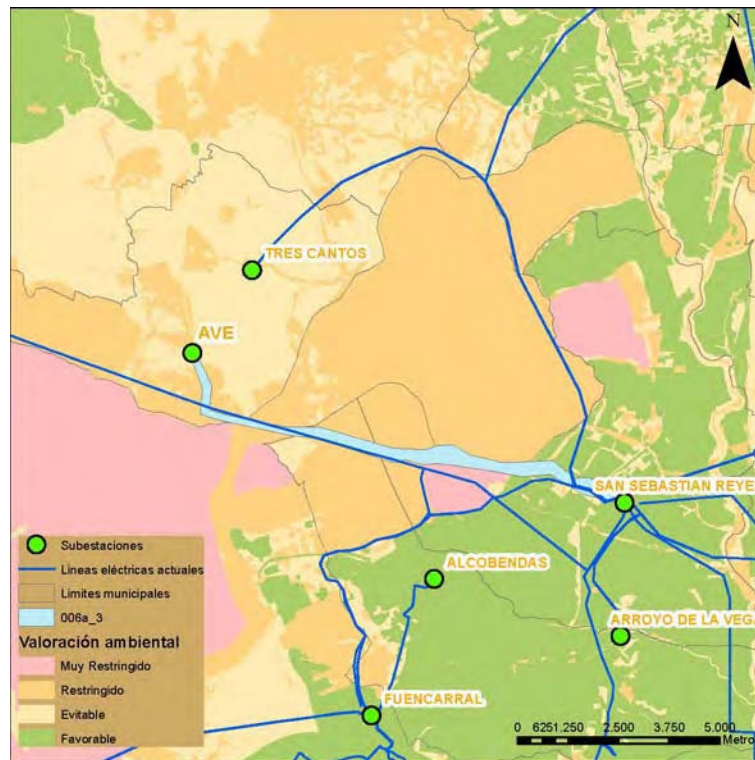 N
TRES CANTOS
AVE
SAN SEBASTIAN REYE
ALCOBENDAS
ARROYO DE LA VEGA
FUENCARRAL
Subestaciones
Lineas eléctricas actuales
Limites municipales
006a_3
Valoración ambiental
Muy Restringido
Restringido
Evitable
Favorable
0 6251.250 2.500 3.750 5.000
Metro